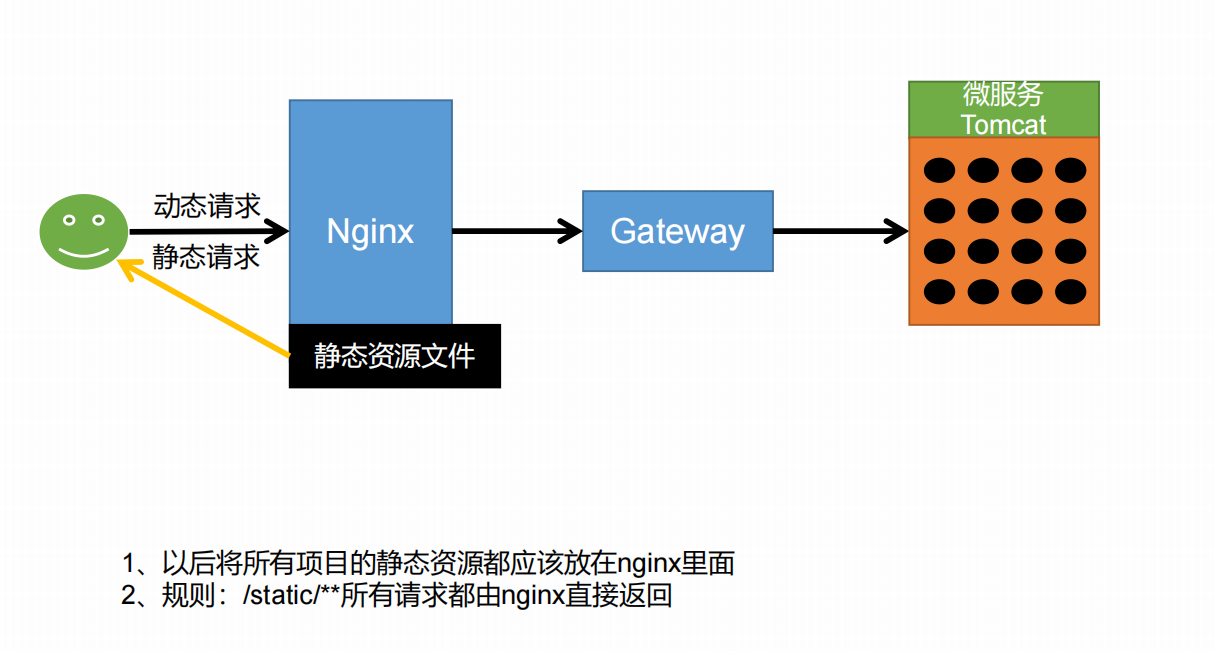 微服务
Tomcat
动态请求
静态请求
Nginx
Gateway
静态资源文件
1、以后将所有项目的静态资源都应该放在nginx里面
2、规则：/static/**所有请求都由nginx直接返回